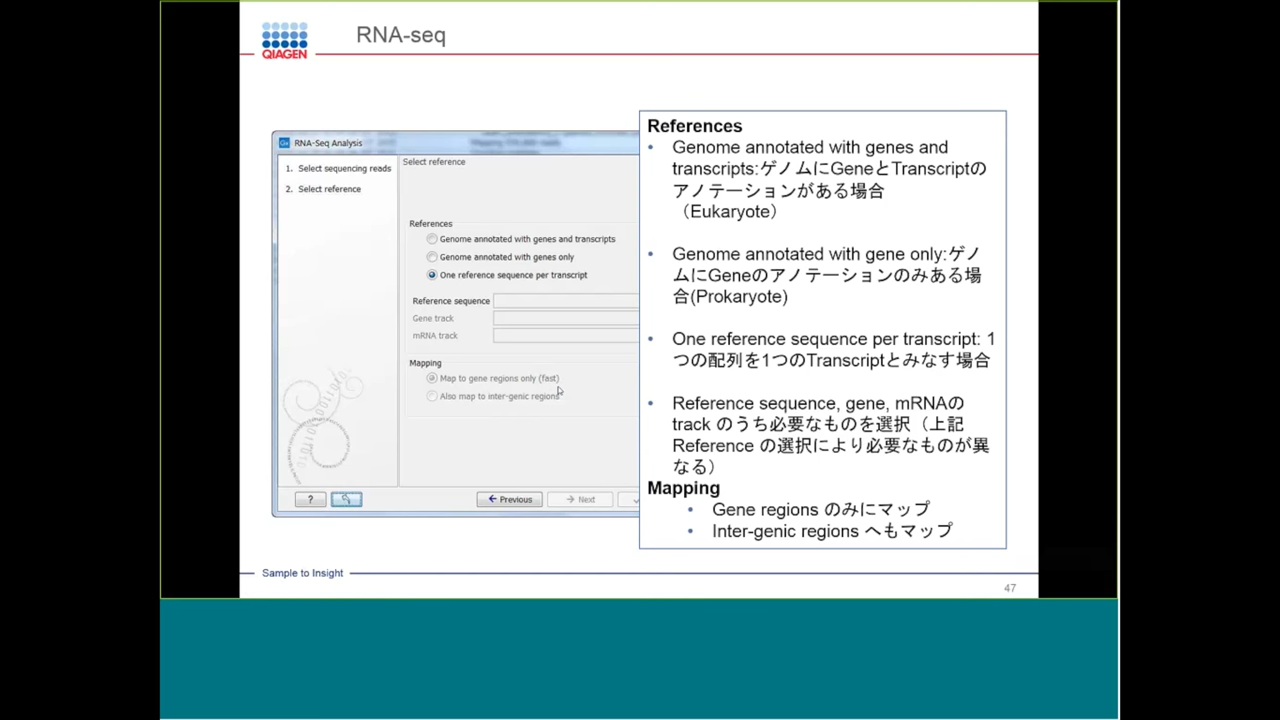 RNA-seq
QIAGEN
RNA-Seq Analysis
1. Select sequencing reads
2. Select reference
Select reference
References
Genome annotated with genes and transcripts
Genome annotated with genes only
One reference sequence per transcript
Reference sequence
Gene track
mRNA track
Mapping
Map to gene regions only (fast)
Also map to inter-genic regions
?
Previous
Next
References
• Genome annotated with genes and
transcripts:ゲノムにGeneとTranscriptの
アノテーションがある場合
（Eukaryote）
• Genome annotated with gene only:ゲノ
ムにGeneのアノテーションのみある場
合(Prokaryote)
• One reference sequence per transcript: 1
つの配列を1つのTranscriptとみなす場合
• Reference sequence, gene, mRNAの
track のうち必要なものを選択（上記
Reference の選択により必要なものが異
なる）
Mapping
• Gene regions のみにマップ
• Inter-genic regions へもマップ
Sample to Insight
47